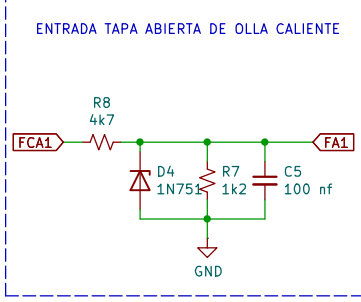 ENTRADA TAPA ABIERTA DE OLLA CALIENTE
R8
4k7
FCA1
FA1
D4
1N751
R7
1k2
C5
100 nf
GND